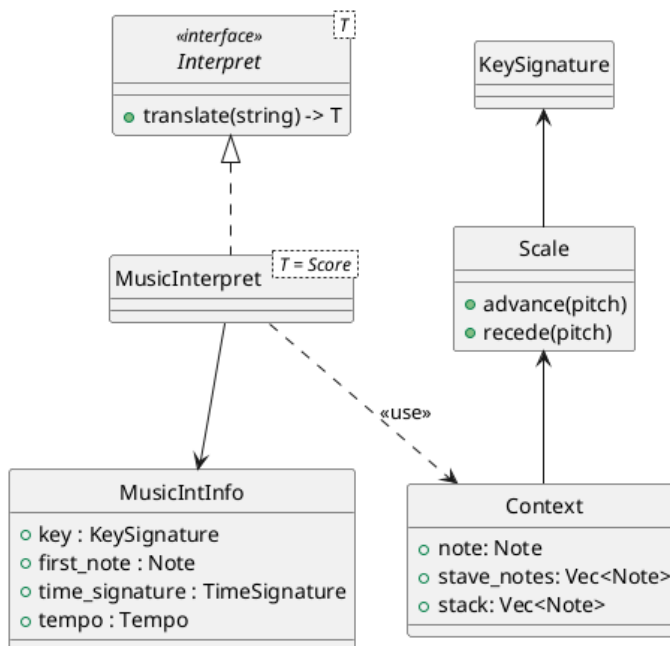 T
«interface»
Interpret
translate(string) -> T
KeySignature
MusicInterpret
T = Score
Scale
advance(pitch)
recede(pitch)
«use»
MusicIntInfo
key : KeySignature
first_note : Note
time_signature : TimeSignature
tempo : Tempo
Context
note: Note
stave_notes: Vec<Note>
stack: Vec<Note>